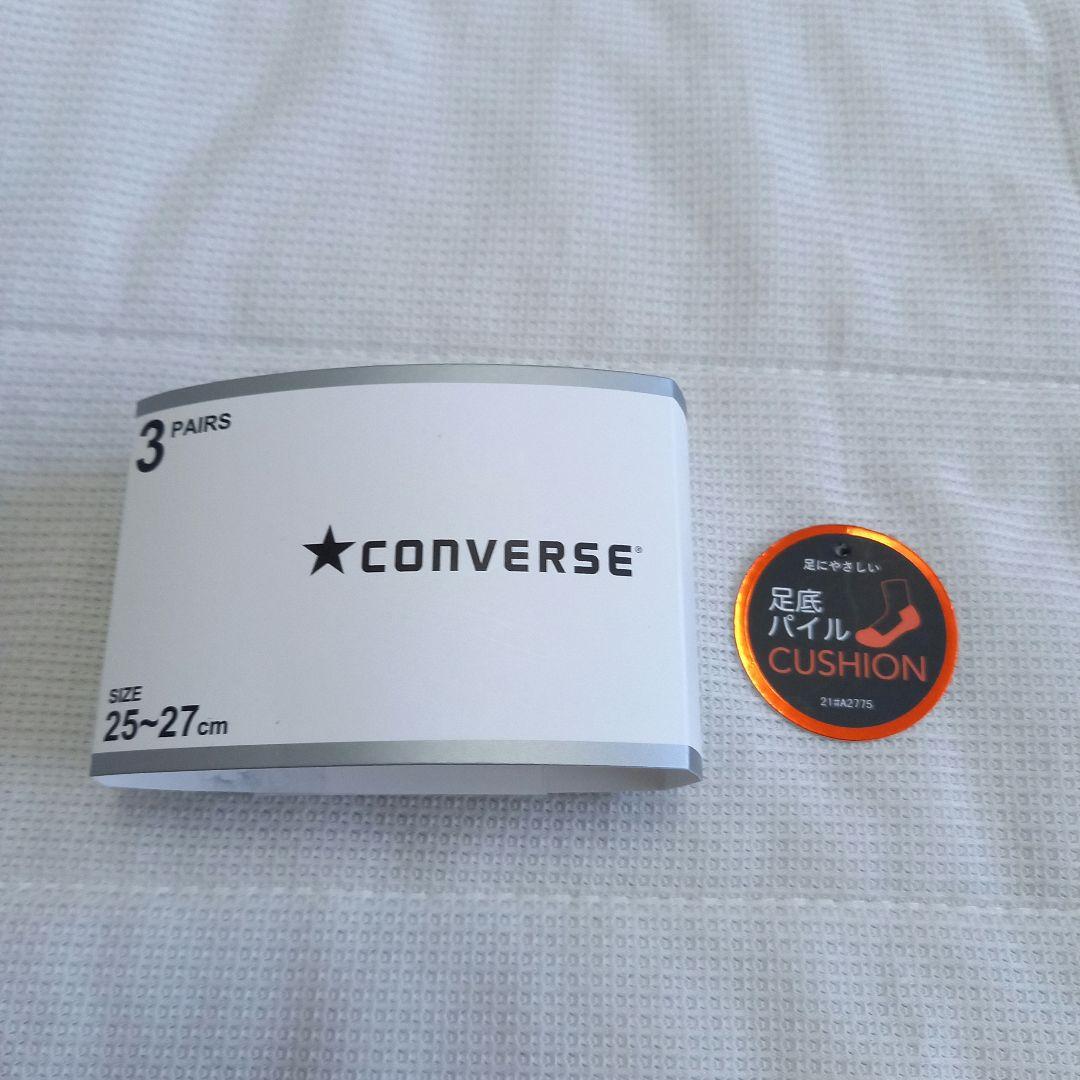 3 PAIRS
★CONVERSE®
SIZE
25~27cm
足にやさしい
足底
パイル
CUSHION
21#A2775